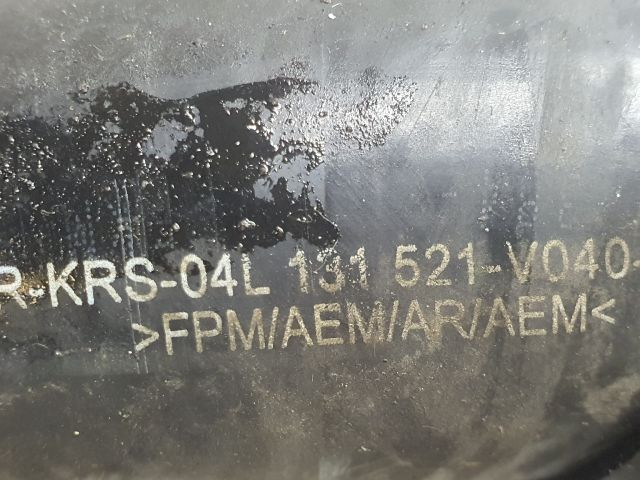 R-KRS-04L 131 521-V040-
>FPM/AEM/AR/AEM<